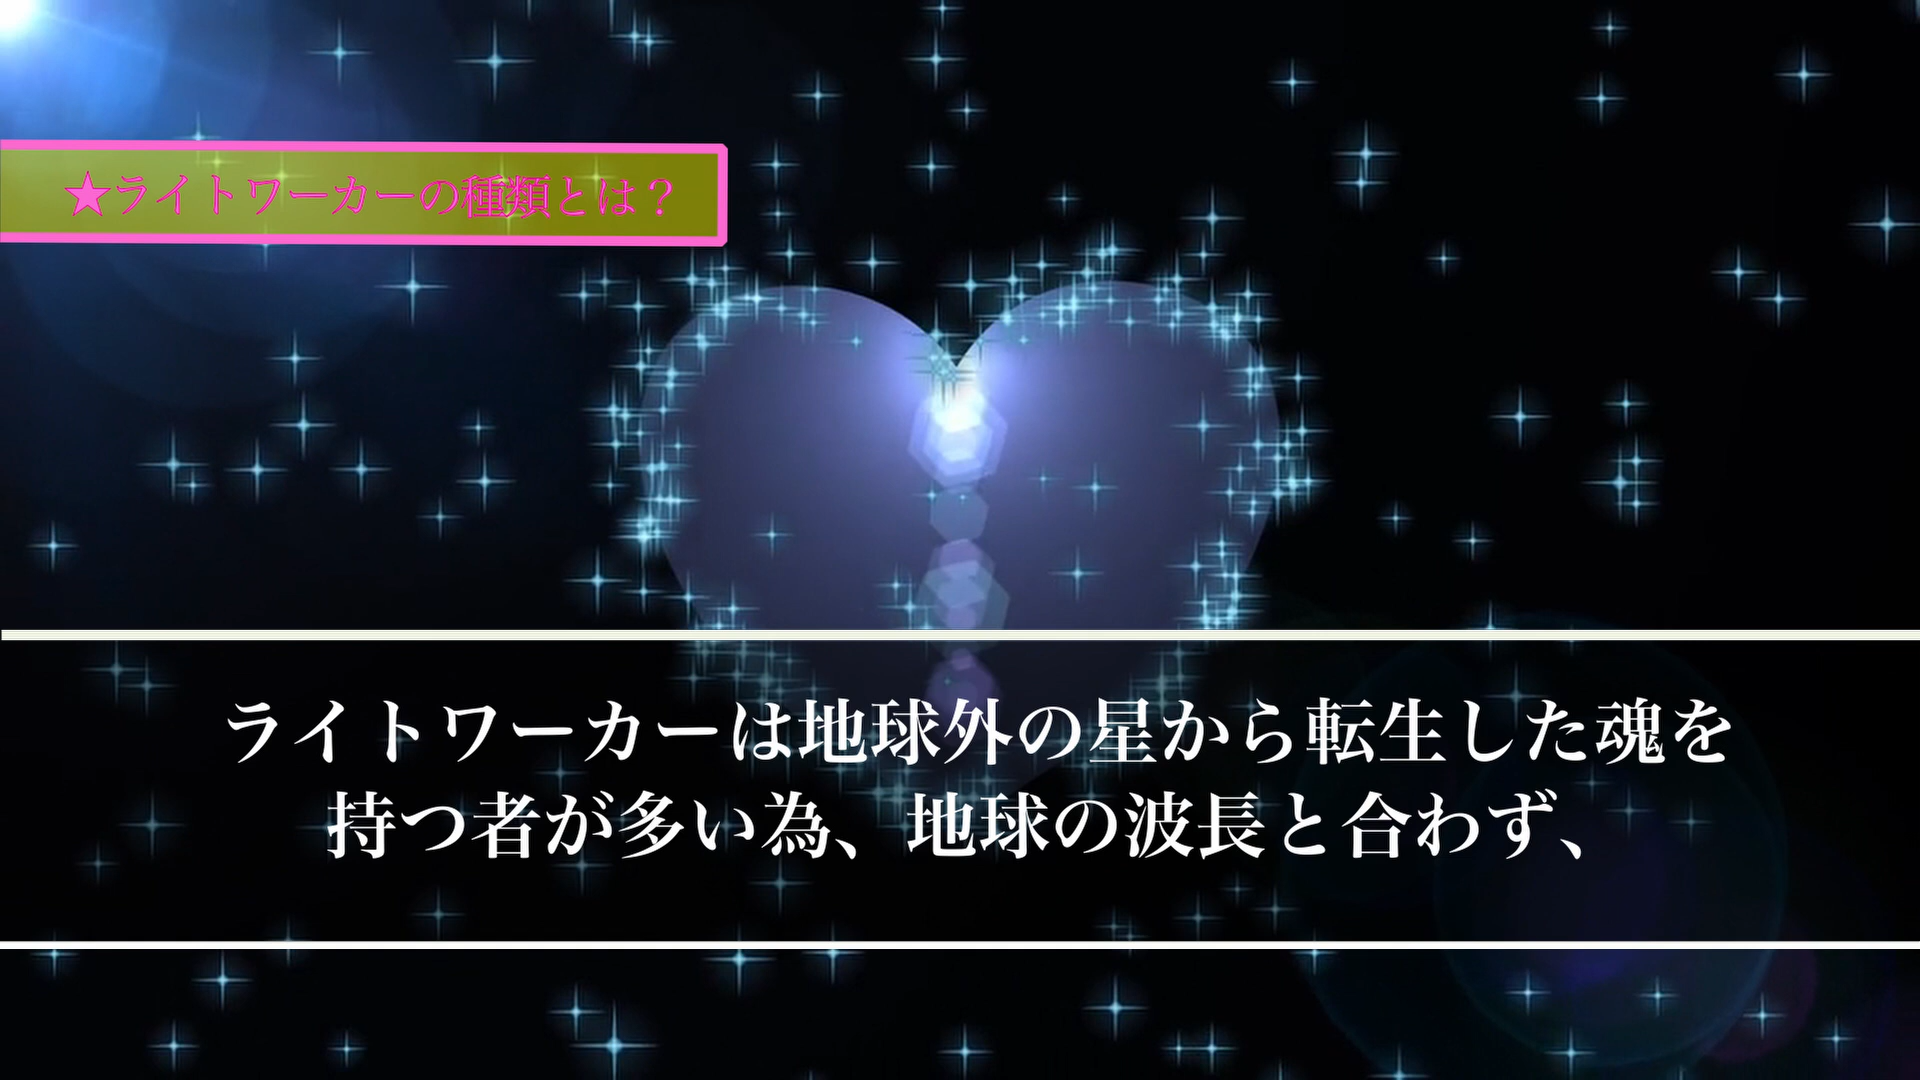 ★ライトワーカーの種類とは？
ライトワーカーは地球外の星から転生した魂を
持つ者が多い為、地球の波長と合わず、